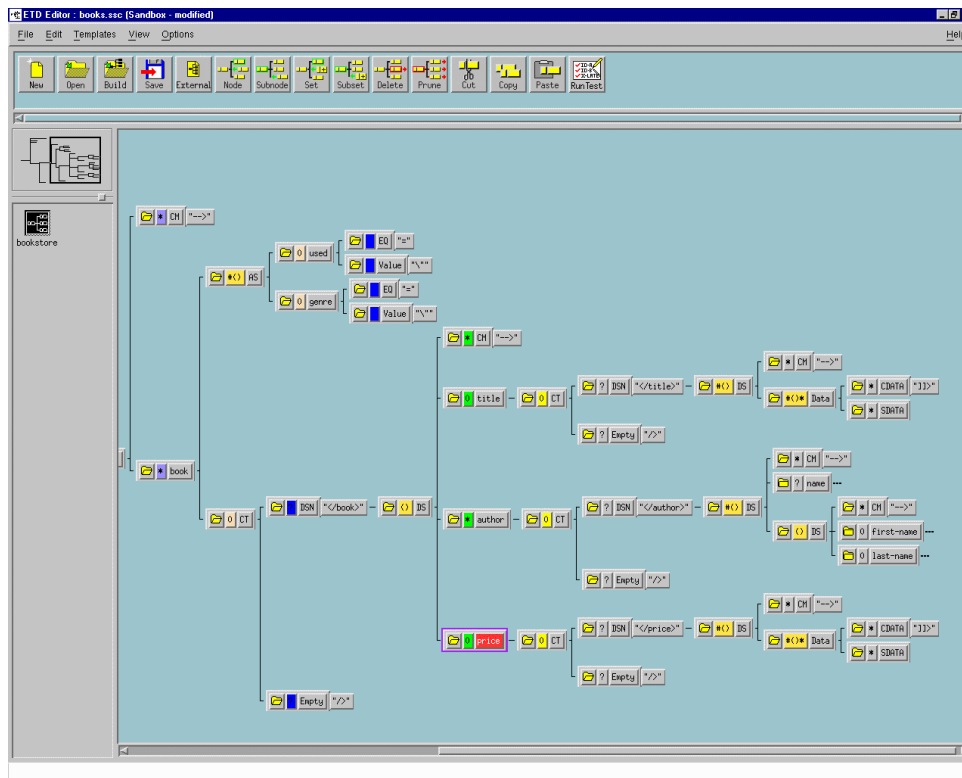 ETD Editor : books.ssc (Sandbox - modified)
File Edit Templates View Options Help
New Open Build Save External Node Subnode Set Subset Delete Prune Cut Copy Paste RunTest
bookstore
* CM "-->"
0 used
EQ "="
Value "\""
#() AS
0 genre
EQ "="
Value "\""
* CM "-->"
* CM "-->"
0 title 0 CT
? DSN "</title>" #() DS
#()* Data
* CDATA "]]>"
* SDATA
? Empty "/>"
* book
* CM "-->"
? name ---
0 CT
DSN "</book>" () DS
* author 0 CT
? DSN "</author>" #() DS
() DS
* CM "-->"
0 first-name ---
0 last-name ---
? Empty "/>"
* CM "-->"
0 price 0 CT
? DSN "</price>" #() DS
#()* Data
* CDATA "]]>"
* SDATA
? Empty "/>"
Empty "/>"